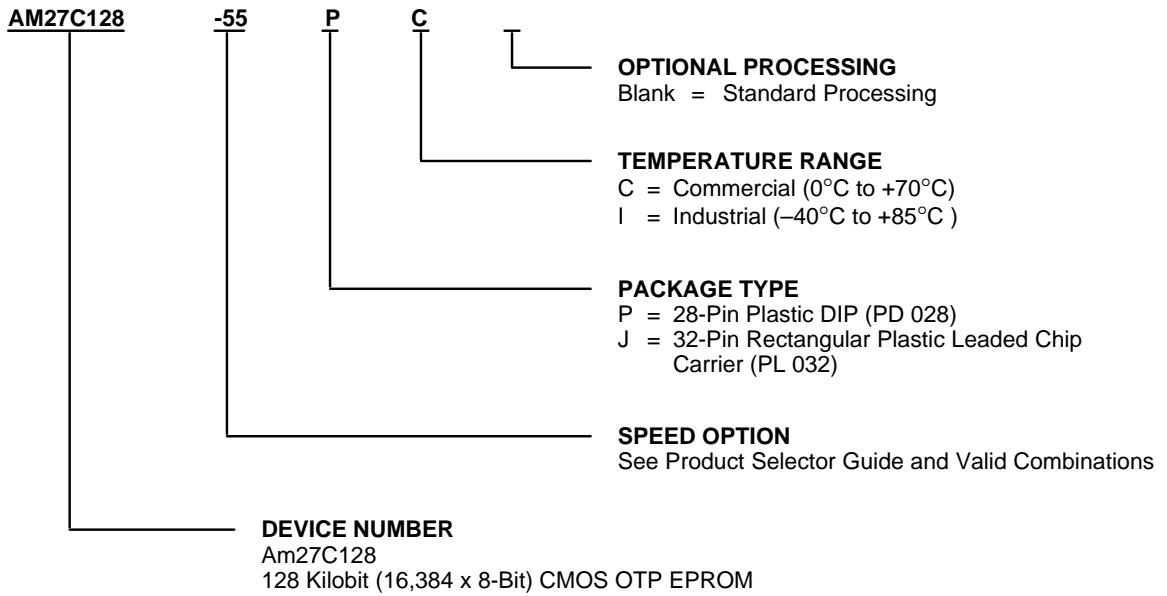 AM27C128 -55 P C
OPTIONAL PROCESSING
Blank = Standard Processing
TEMPERATURE RANGE
C = Commercial (0°C to +70°C)
I = Industrial (–40°C to +85°C )
PACKAGE TYPE
P = 28-Pin Plastic DIP (PD 028)
J = 32-Pin Rectangular Plastic Leaded Chip
Carrier (PL 032)
SPEED OPTION
See Product Selector Guide and Valid Combinations
DEVICE NUMBER
Am27C128
128 Kilobit (16,384 x 8-Bit) CMOS OTP EPROM